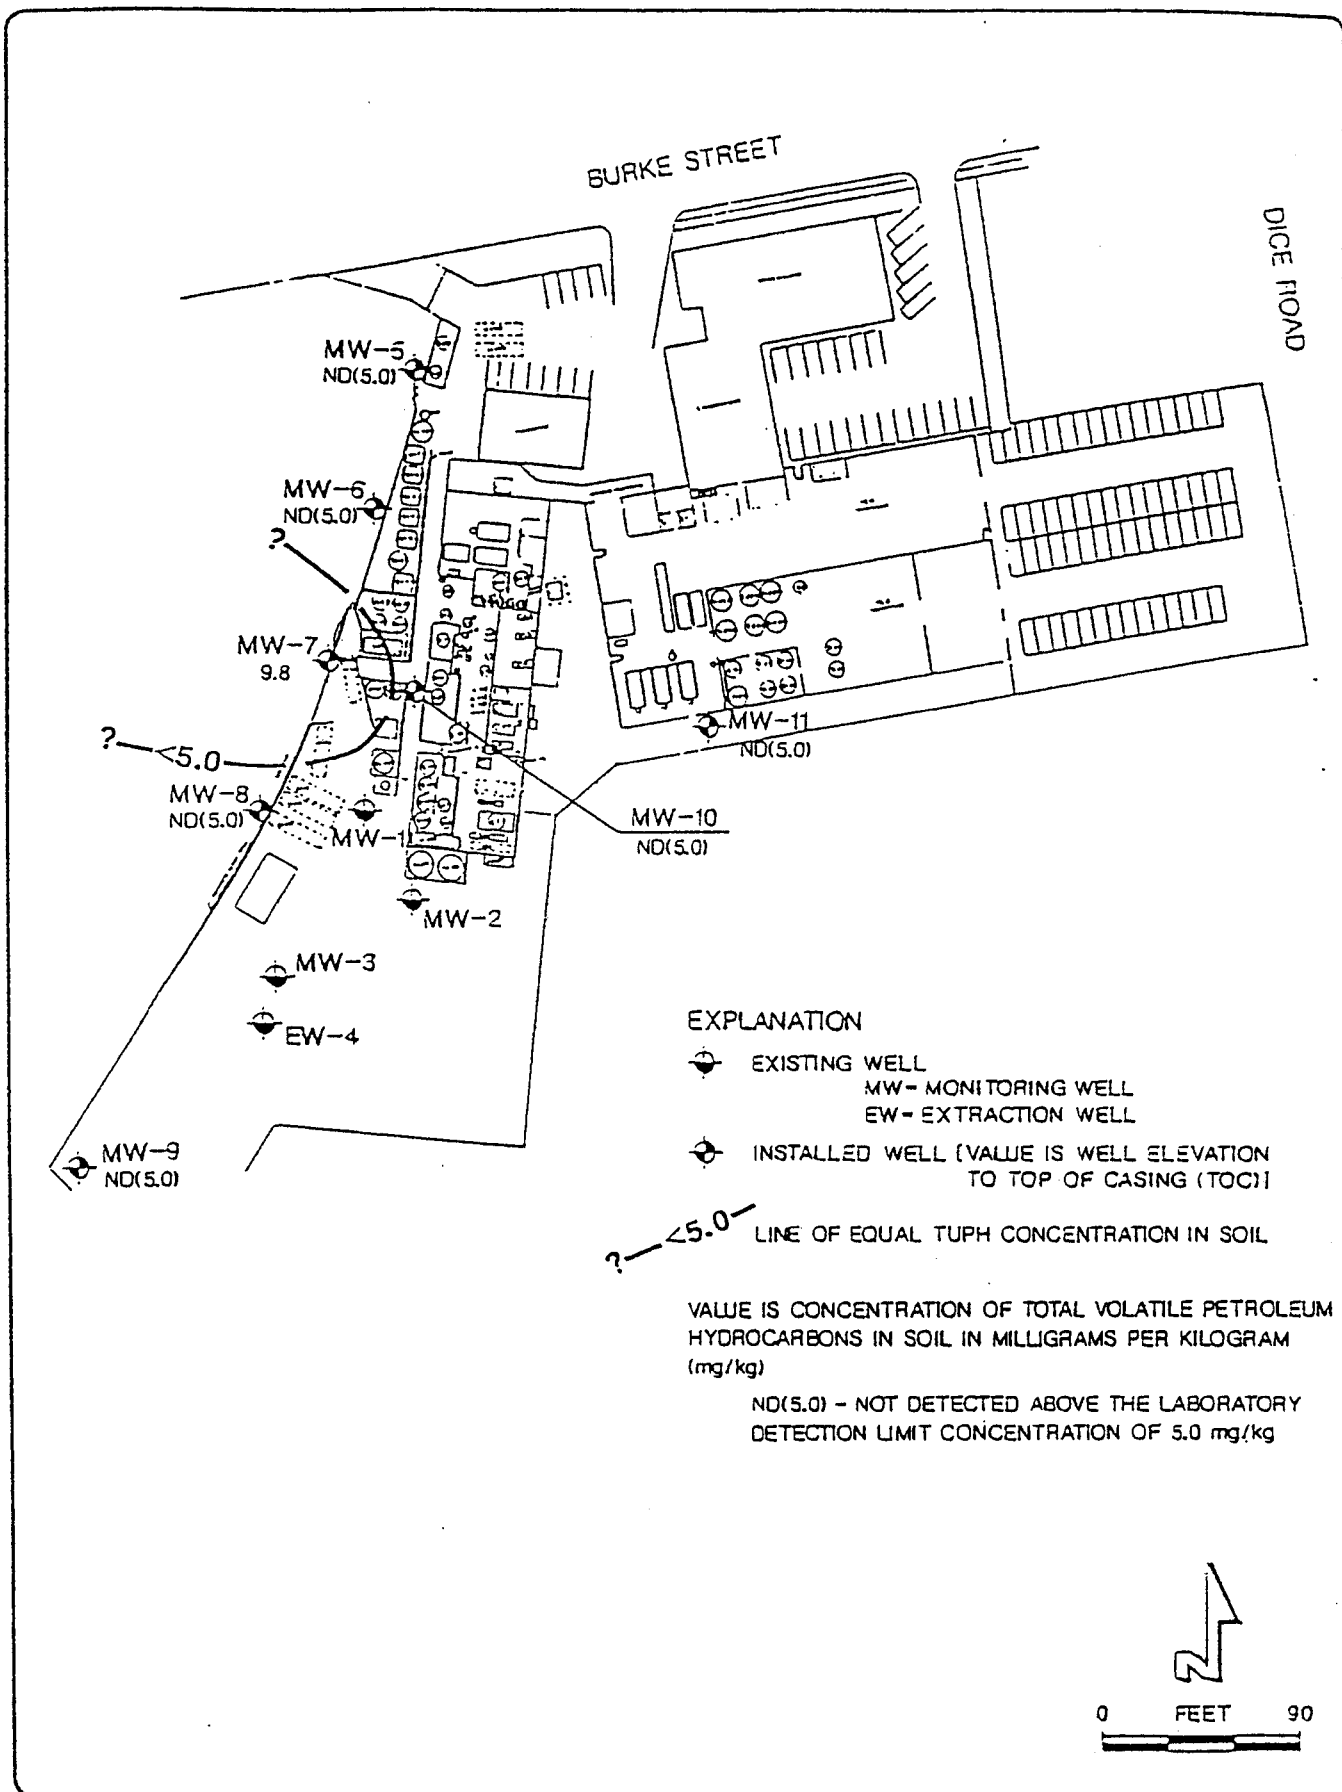 BURKE STREET
DICE ROAD
MW-5
ND(5.0)
MW-6
ND(5.0)
?
MW-7
9.8
? <5.0
MW-8
ND(5.0)
MW-1
MW-11
ND(5.0)
MW-10
ND(5.0)
MW-2
MW-3
EW-4
MW-9
ND(5.0)
EXPLANATION
EXISTING WELL
MW- MONITORING WELL
EW- EXTRACTION WELL
INSTALLED WELL [VALUE IS WELL ELEVATION
TO TOP OF CASING (TOC)]
? <5.0 LINE OF EQUAL TUPH CONCENTRATION IN SOIL
VALUE IS CONCENTRATION OF TOTAL VOLATILE PETROLEUM
HYDROCARBONS IN SOIL IN MILLIGRAMS PER KILOGRAM
(mg/kg)
ND(5.0) - NOT DETECTED ABOVE THE LABORATORY
DETECTION LIMIT CONCENTRATION OF 5.0 mg/kg
N
0 FEET 90